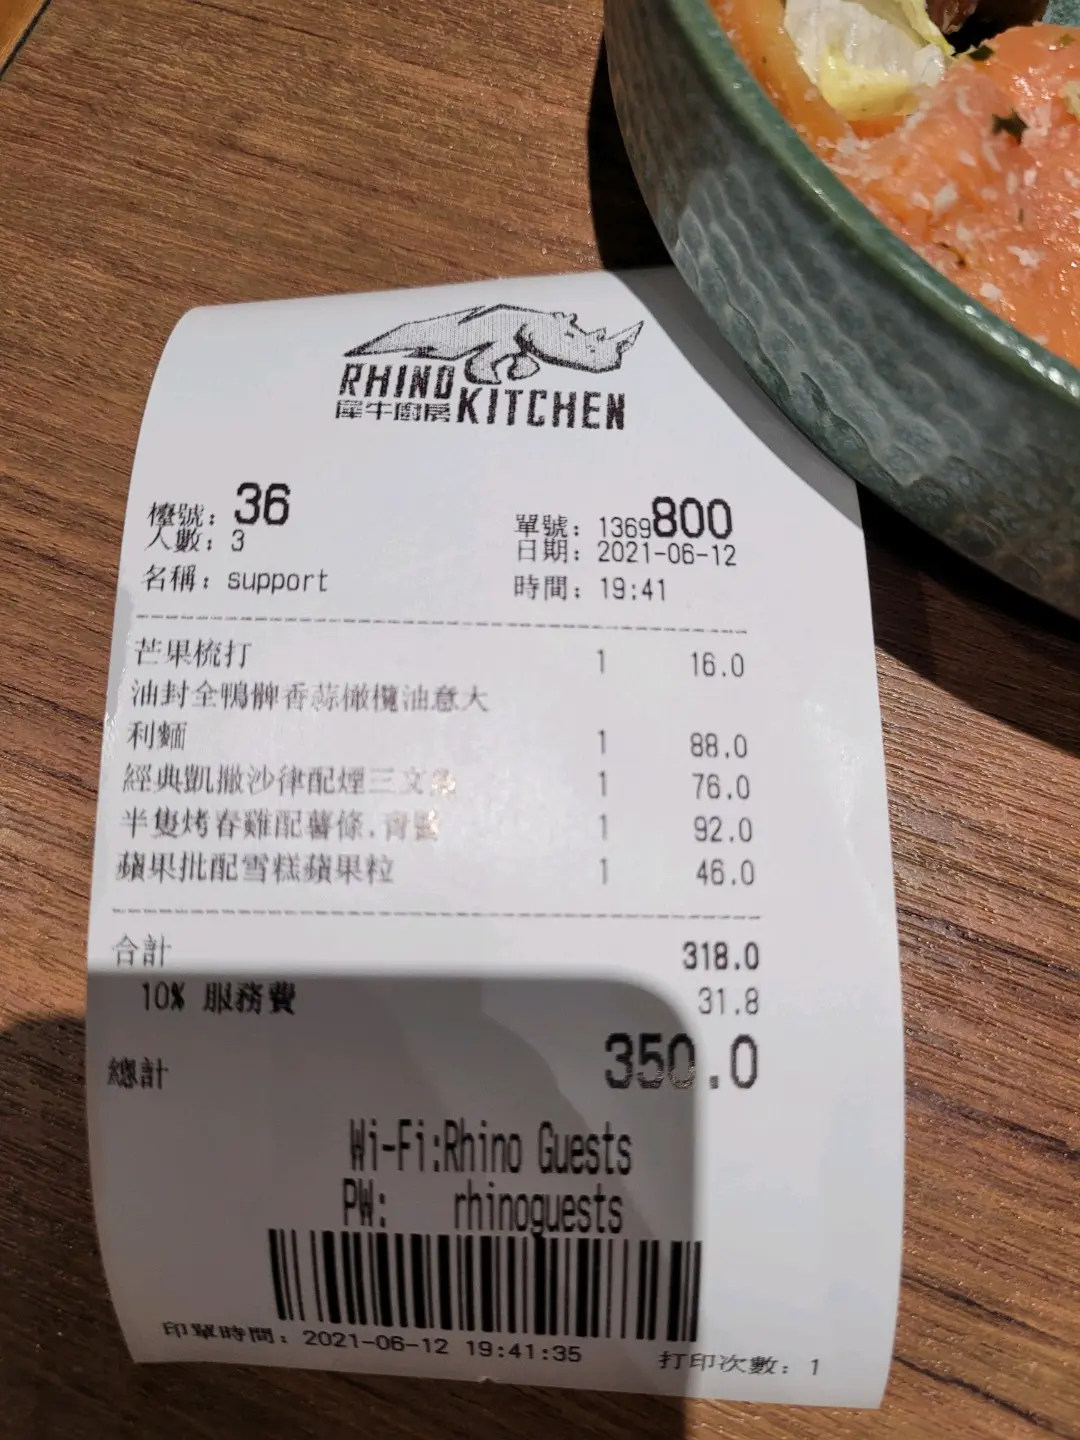 RHINO
犀牛廚房 KITCHEN
檯號: 36
單號: 1369800
人數: 3
日期: 2021-06-12
名稱: support
時間: 19:41
芒果梳打 1 16.0
油封全鴨髀香蒜橄欖油意大
利麵 1 88.0
經典凱撒沙律配煙三文魚 1 76.0
半隻烤春雞配薯條.青醬 1 92.0
蘋果批配雪糕蘋果粒 1 46.0
合計 318.0
10% 服務費 31.8
總計 350.0
Wi-Fi:Rhino Guests
PW: rhinoguests
印單時間: 2021-06-12 19:41:35 打印次數: 1